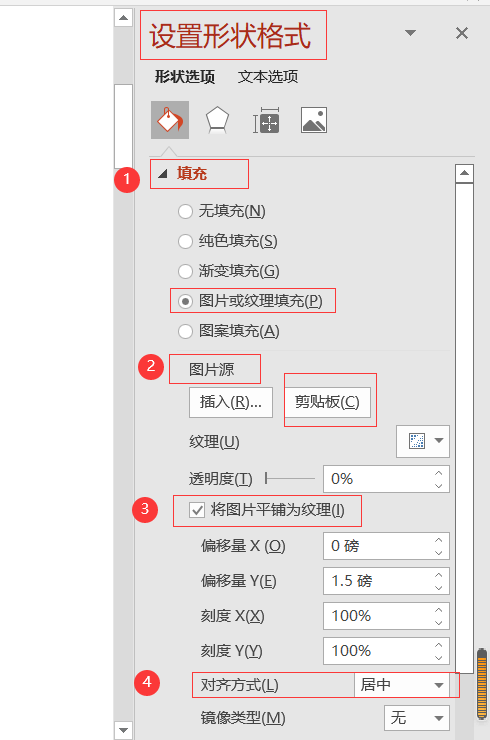 设置形状格式
形状选项 文本选项
1 填充
无填充(N)
纯色填充(S)
渐变填充(G)
图片或纹理填充(P)
图案填充(A)
2 图片源
插入(R)... 剪贴板(C)
纹理(U)
透明度(T) 0%
3 将图片平铺为纹理(I)
偏移量 X (O) 0 磅
偏移量 Y(E) 1.5 磅
刻度 X(X) 100%
刻度 Y(Y) 100%
4 对齐方式(L) 居中
镜像类型(M) 无